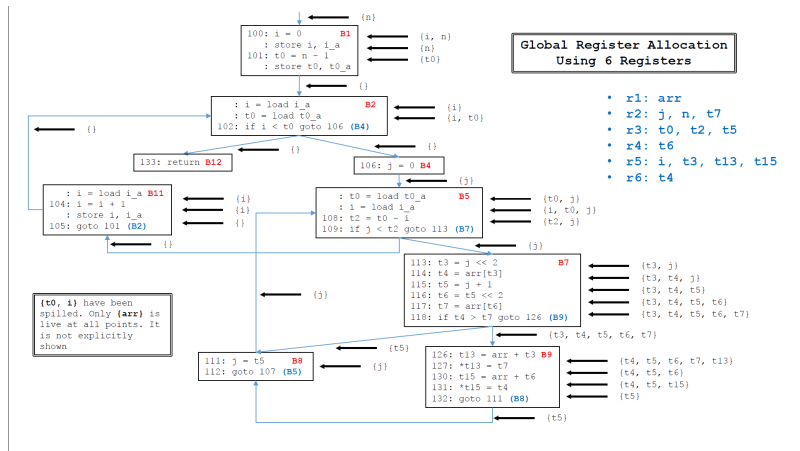 {n}
100: i = 0 B1
: store i, i_a
101: t0 = n - 1
: store t0, t0_a
{i, n}
{n}
{t0}
Global Register Allocation
Using 6 Registers
{}
: i = load i_a B2
: t0 = load t0_a
102: if i < t0 goto 106 (B4)
{i}
{i, t0}
• r1: arr
• r2: j, n, t7
• r3: t0, t2, t5
• r4: t6
• r5: i, t3, t13, t15
• r6: t4
{}
{}
{}
133: return B12
106: j = 0 B4
{j}
: i = load i_a B11
104: i = i + 1
: store i, i_a
105: goto 101 (B2)
{i}
{i}
{}
: t0 = load t0_a B5
: i = load i_a
108: t2 = t0 - i
109: if j < t2 goto 113 (B7)
{t0, j}
{i, t0, j}
{t2, j}
{}
{j}
113: t3 = j << 2 B7
114: t4 = arr[t3]
115: t5 = j + 1
116: t6 = t5 << 2
117: t7 = arr[t6]
118: if t4 > t7 goto 126 (B9)
{t3, j}
{t3, t4, j}
{t3, t4, t5}
{t3, t4, t5, t6}
{t3, t4, t5, t6, t7}
{t0, i} have been
spilled. Only {arr} is
live at all points. It
is not explicitly
shown
{j}
{t3, t4, t5, t6, t7}
{t5}
111: j = t5 B8
112: goto 107 (B5)
{j}
126: t13 = arr + t3 B9
127: *t13 = t7
130: t15 = arr + t6
131: *t15 = t4
132: goto 111 (B8)
{t4, t5, t6, t7, t13}
{t4, t5, t6}
{t4, t5, t15}
{t5}
{t5}